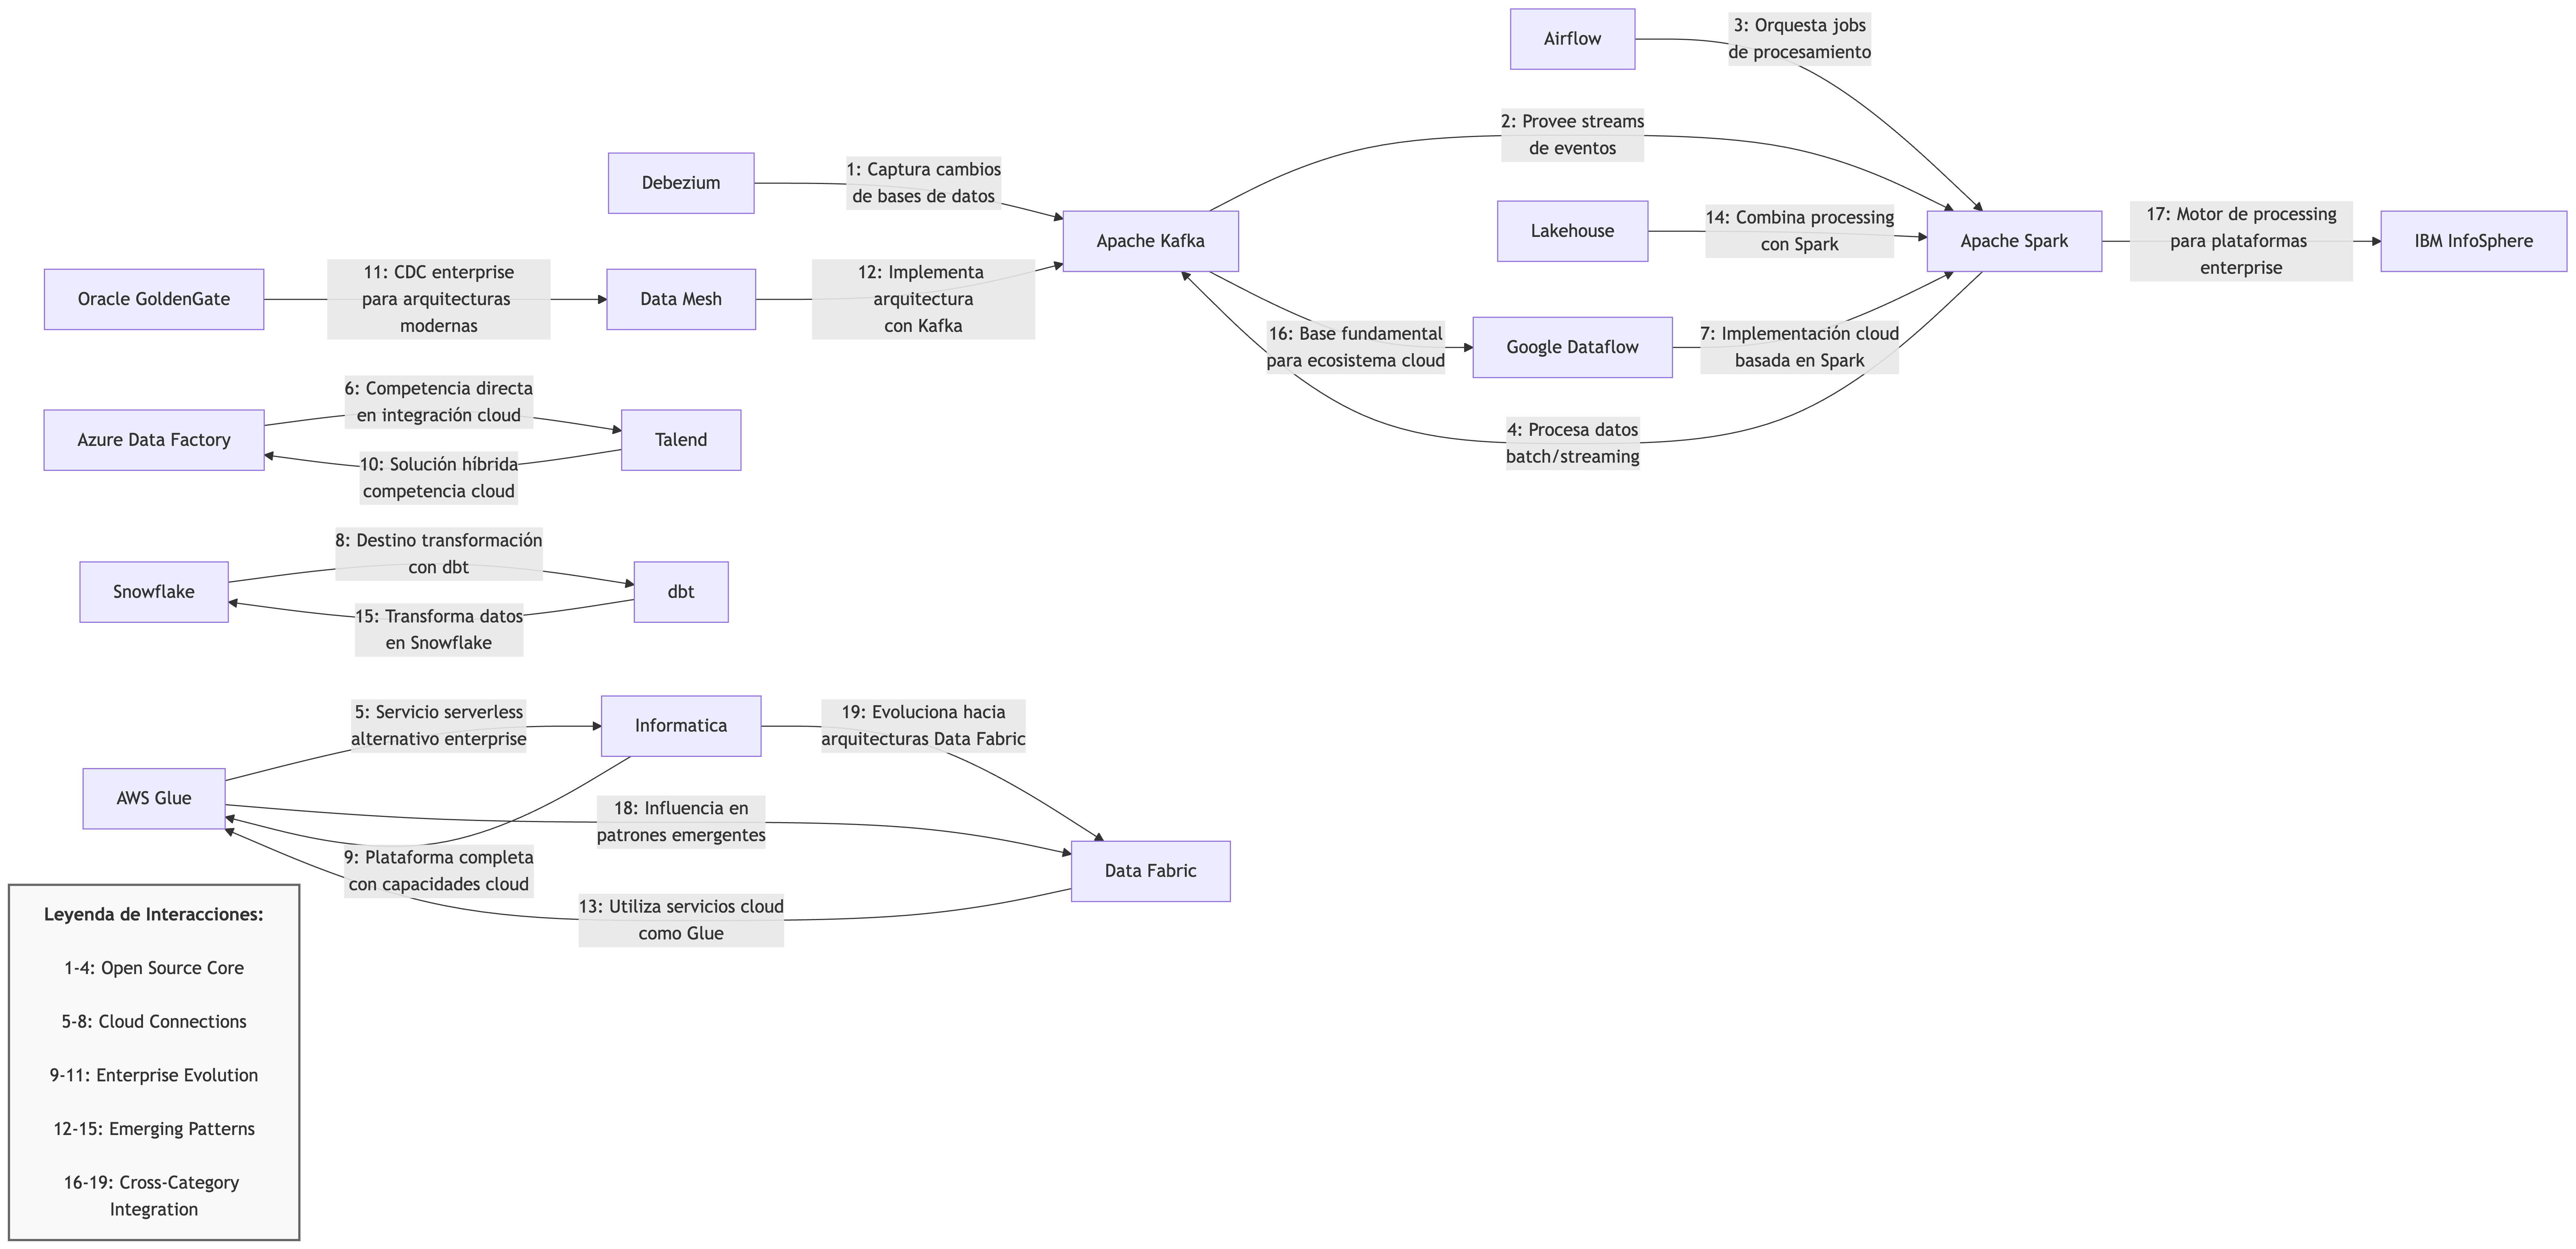 Airflow
3: Orquesta jobs
de procesamiento
2: Provee streams
de eventos
Debezium
1: Captura cambios
de bases de datos
Apache Kafka
Lakehouse
14: Combina processing
con Spark
Apache Spark
17: Motor de processing
para plataformas
enterprise
IBM InfoSphere
Oracle GoldenGate
11: CDC enterprise
para arquitecturas
modernas
Data Mesh
12: Implementa
arquitectura
con Kafka
16: Base fundamental
para ecosistema cloud
Google Dataflow
7: Implementación cloud
basada en Spark
4: Procesa datos
batch/streaming
6: Competencia directa
en integración cloud
Azure Data Factory
Talend
10: Solución híbrida
competencia cloud
8: Destino transformación
con dbt
Snowflake
dbt
15: Transforma datos
en Snowflake
5: Servicio serverless
alternativo enterprise
Informatica
19: Evoluciona hacia
arquitecturas Data Fabric
AWS Glue
18: Influencia en
patrones emergentes
9: Plataforma completa
con capacidades cloud
Data Fabric
13: Utiliza servicios cloud
como Glue
Leyenda de Interacciones:
1-4: Open Source Core
5-8: Cloud Connections
9-11: Enterprise Evolution
12-15: Emerging Patterns
16-19: Cross-Category
Integration